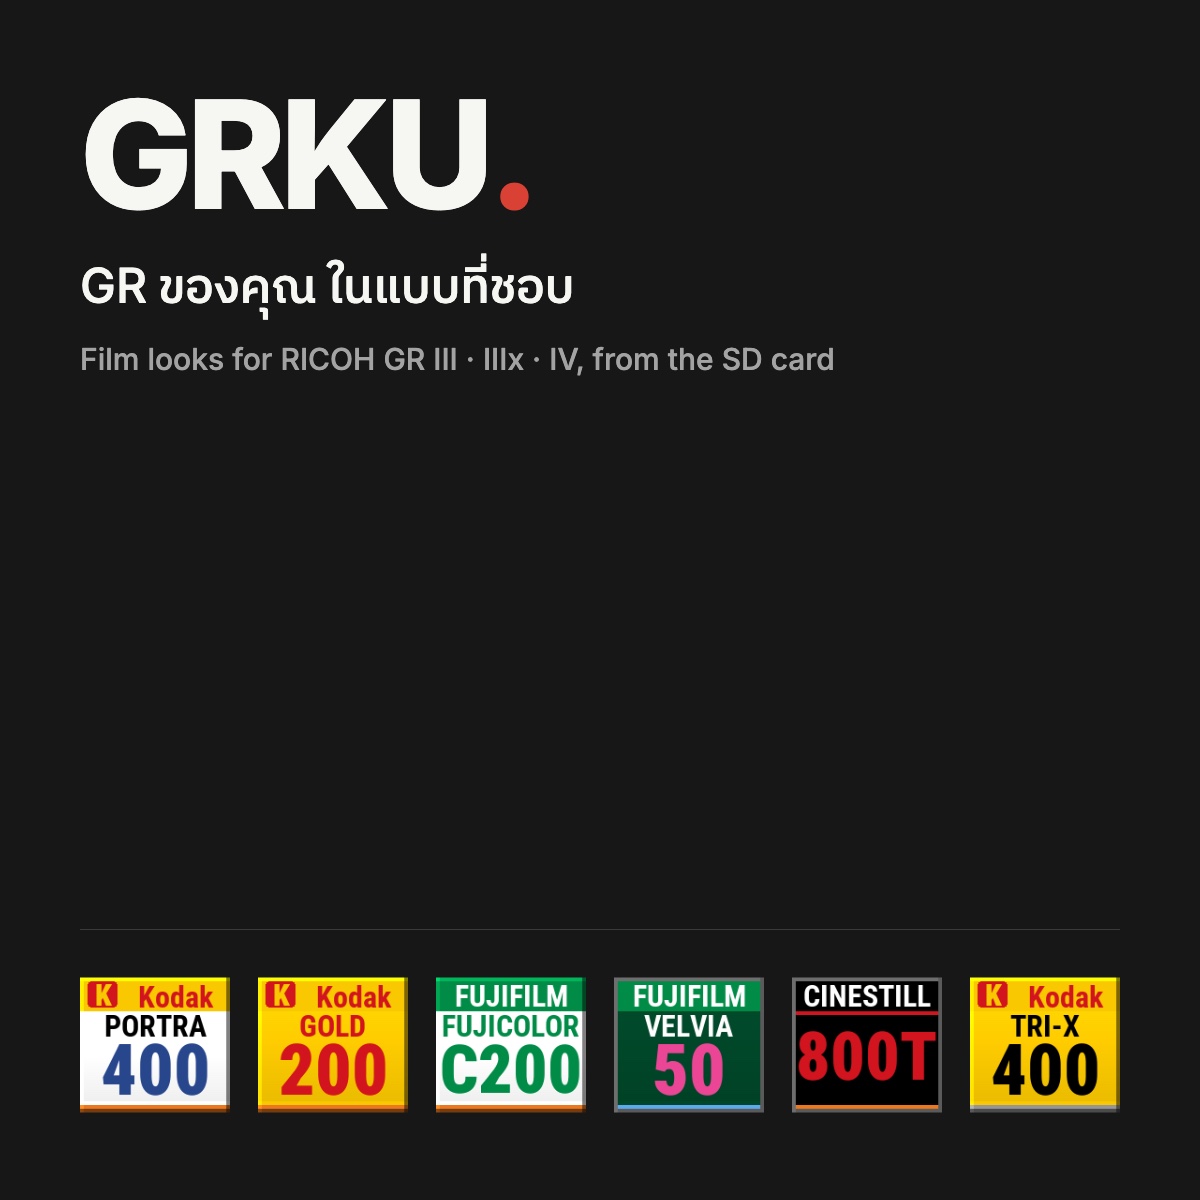 GRKU.
GR ของคุณ ในแบบที่ชอบ
Film looks for RICOH GR III · IIIx · IV, from the SD card
K Kodak
PORTRA
400
K Kodak
GOLD
200
FUJIFILM
FUJICOLOR
C200
FUJIFILM
VELVIA
50
CINESTILL
800T
K Kodak
TRI-X
400